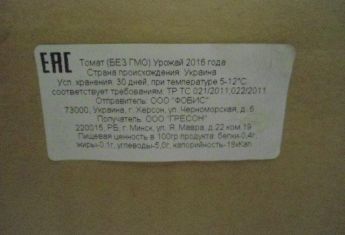 EAC
Томат (БЕЗ ГМО) Урожай 2016 года
Страна происхождения: Украина
Усл. хранения: 30 дней, при температуре 5-12°С.
соответствует требованиям: ТР ТС 021/2011,022/2011
Отправитель: ООО "ФОБИС"
73000, Украина, г. Херсон, ул. Черноморская, д. 6
Получатель: ООО "ГРЕСОН"
220015, РБ, г. Минск, ул. Я. Мавра, д.22 ком.19
Пищевая ценность в 100гр продукта: белки-0,4г,
жиры-0,1г, углеводы-5,0г, калорийность-18кКал